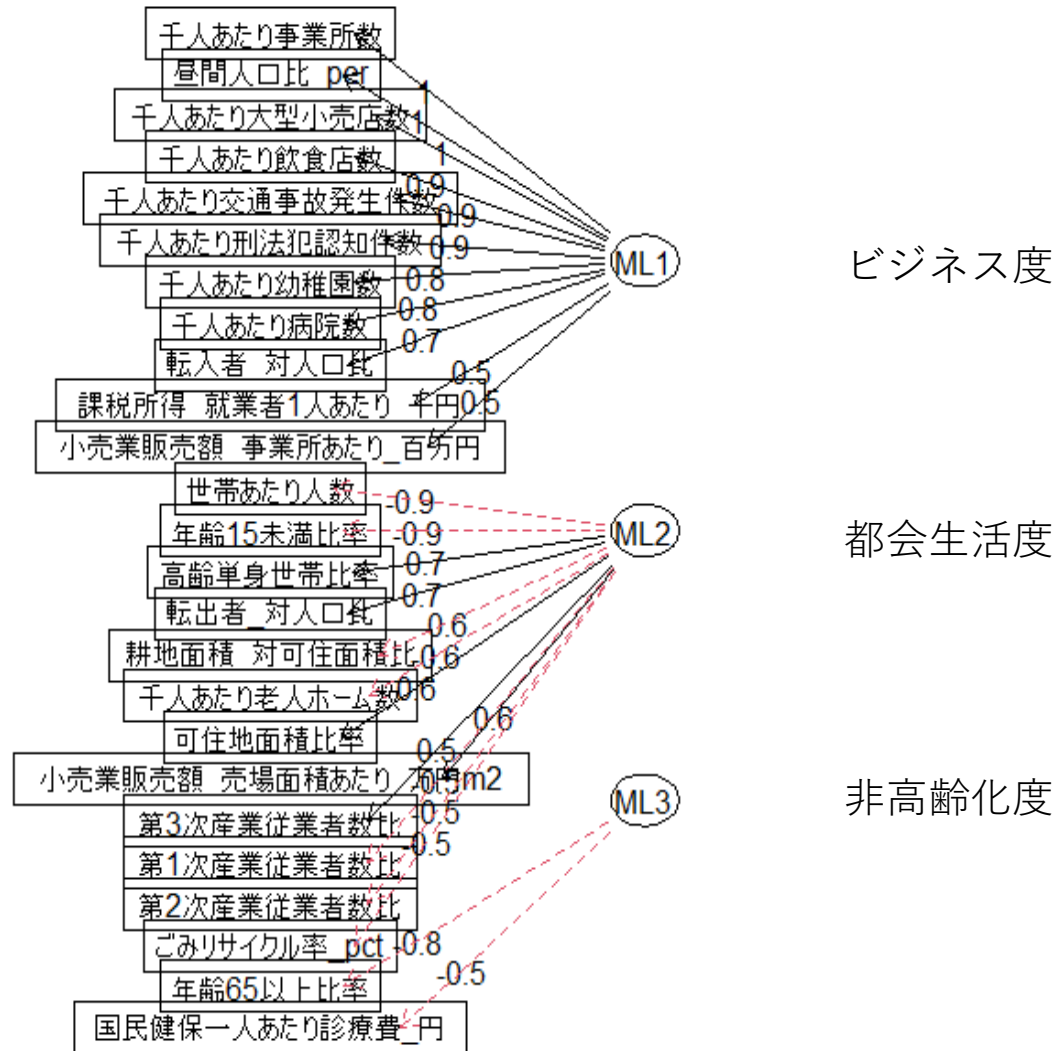 千人あたり事業所数
昼間人口比_per
千人あたり大型小売店数
1
1
千人あたり飲食店数
1
0.9
千人あたり交通事故発生件数
0.9
千人あたり刑法犯認知件数
0.9
ML1
ビジネス度
千人あたり幼稚園数
0.8
千人あたり病院数
0.8
転入者_対人口比
0.7
0.5
課税所得_就業者1人あたり_千円
0.5
小売業販売額_事業所あたり_百万円
世帯あたり人数
-0.9
年齢15未満比率
-0.9
ML2
都会生活度
高齢単身世帯比率
0.7
転出者_対人口比
0.7
-0.6
耕地面積_対可住面積比
-0.6
千人あたり老人ホーム数
0.6
可住地面積比率
0.6
0.5
小売業販売額_売場面積あたり_万円m2
ML3
非高齢化度
第3次産業従業者数比
-0.5
第1次産業従業者数比
-0.5
第2次産業従業者数比
ごみリサイクル率_pct
-0.8
年齢65以上比率
-0.5
国民健保一人あたり診療費_円